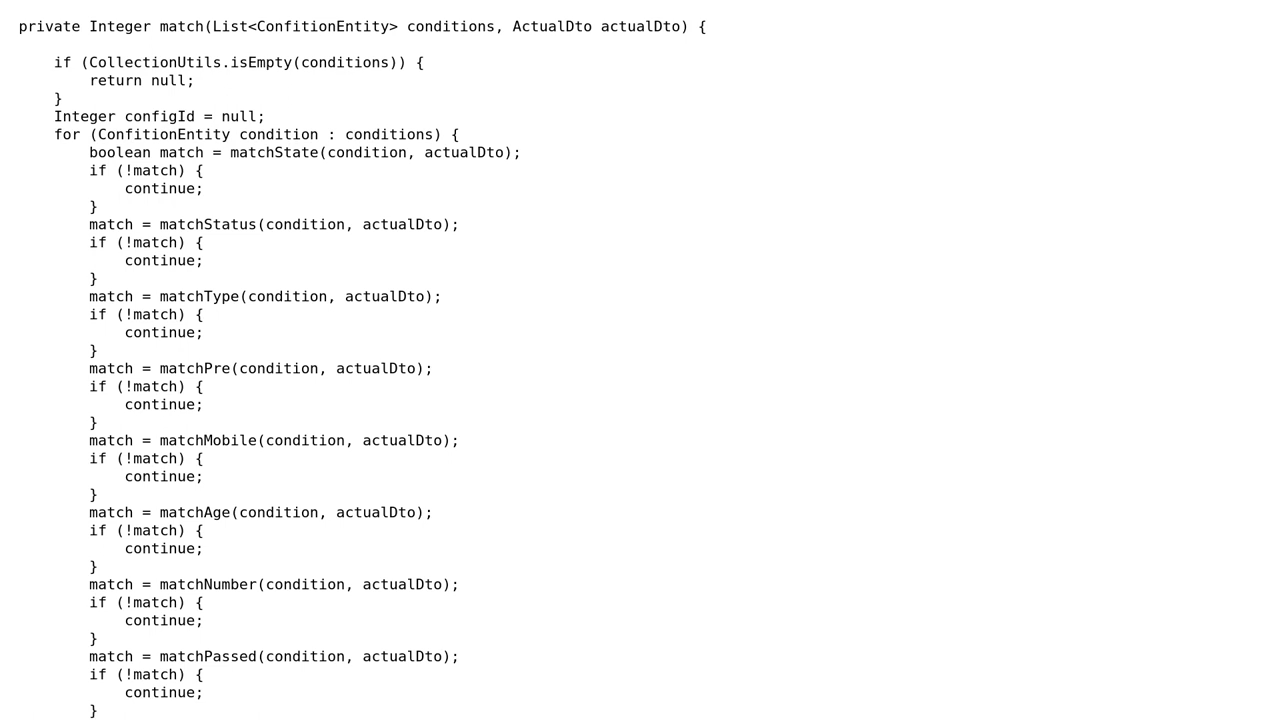 private Integer match(List<ConfitionEntity> conditions, ActualDto actualDto) {

    if (CollectionUtils.isEmpty(conditions)) {
        return null;
    }
    Integer configId = null;
    for (ConfitionEntity condition : conditions) {
        boolean match = matchState(condition, actualDto);
        if (!match) {
            continue;
        }
        match = matchStatus(condition, actualDto);
        if (!match) {
            continue;
        }
        match = matchType(condition, actualDto);
        if (!match) {
            continue;
        }
        match = matchPre(condition, actualDto);
        if (!match) {
            continue;
        }
        match = matchMobile(condition, actualDto);
        if (!match) {
            continue;
        }
        match = matchAge(condition, actualDto);
        if (!match) {
            continue;
        }
        match = matchNumber(condition, actualDto);
        if (!match) {
            continue;
        }
        match = matchPassed(condition, actualDto);
        if (!match) {
            continue;
        }